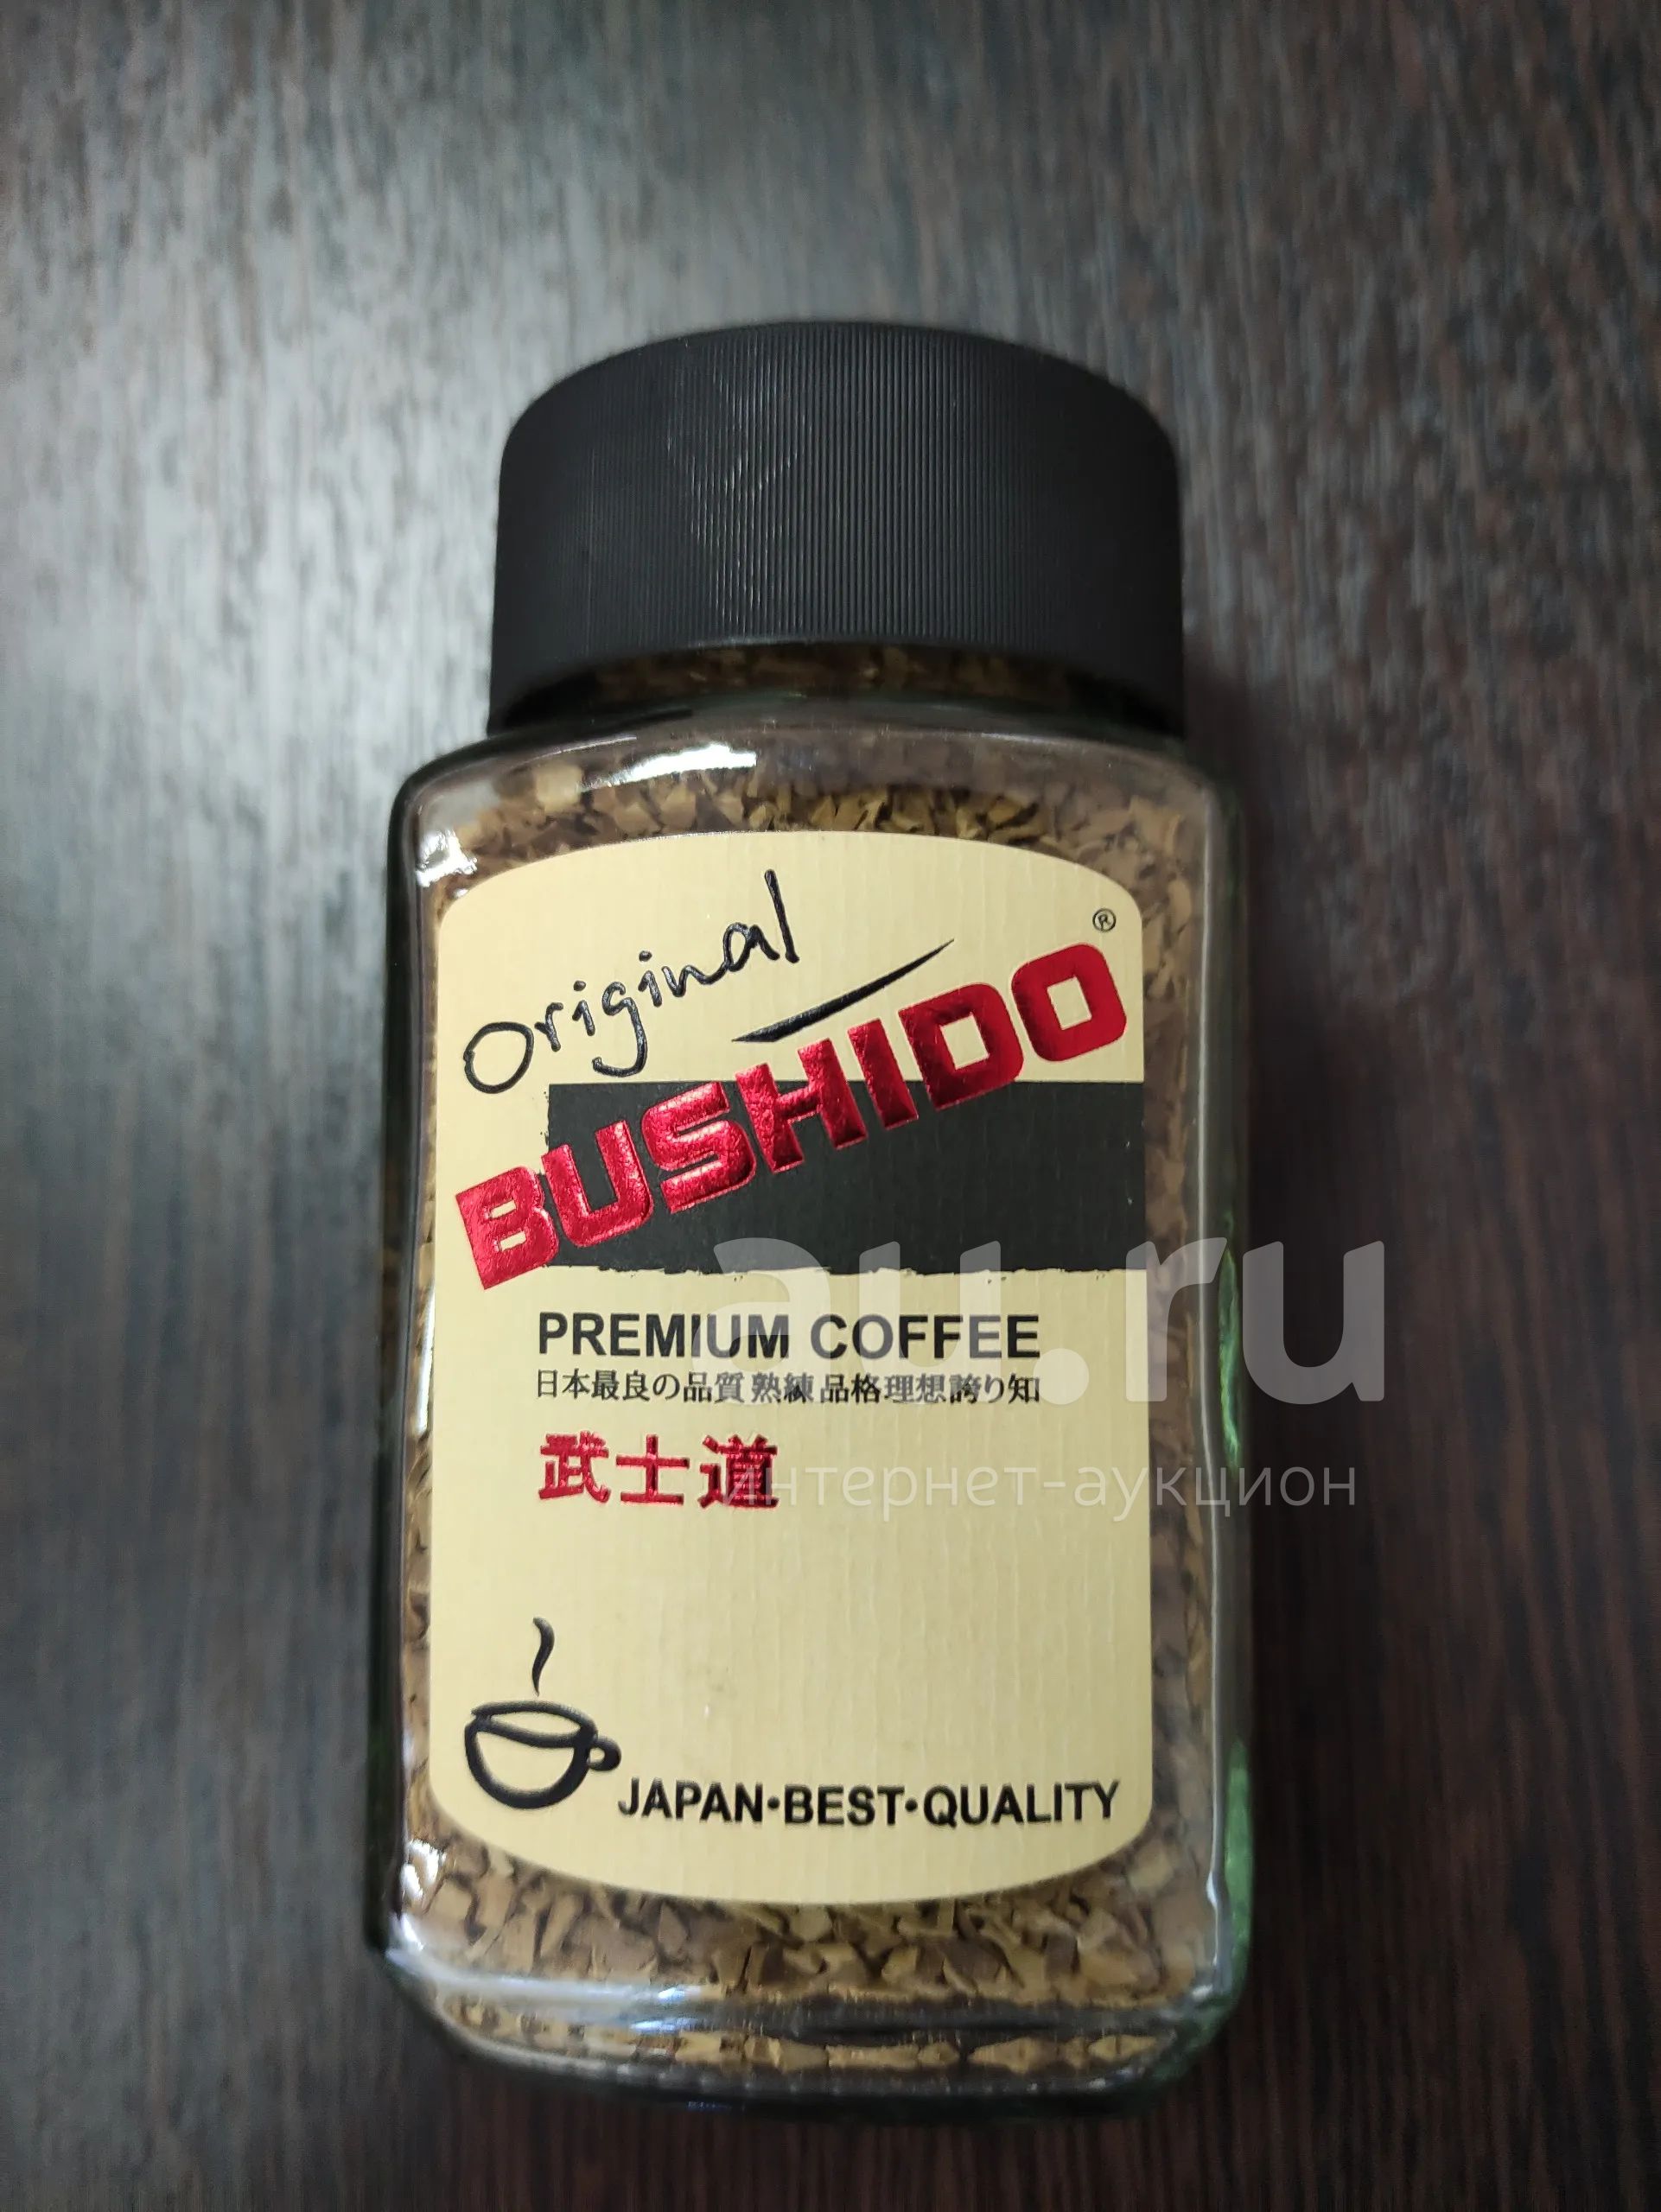 Original
®
BUSHIDO
PREMIUM COFFEE
日本最良の品質 熟練 品格 理想 誇り 知
武士道
JAPAN•BEST•QUALITY
au.ru
интернет-аукцион